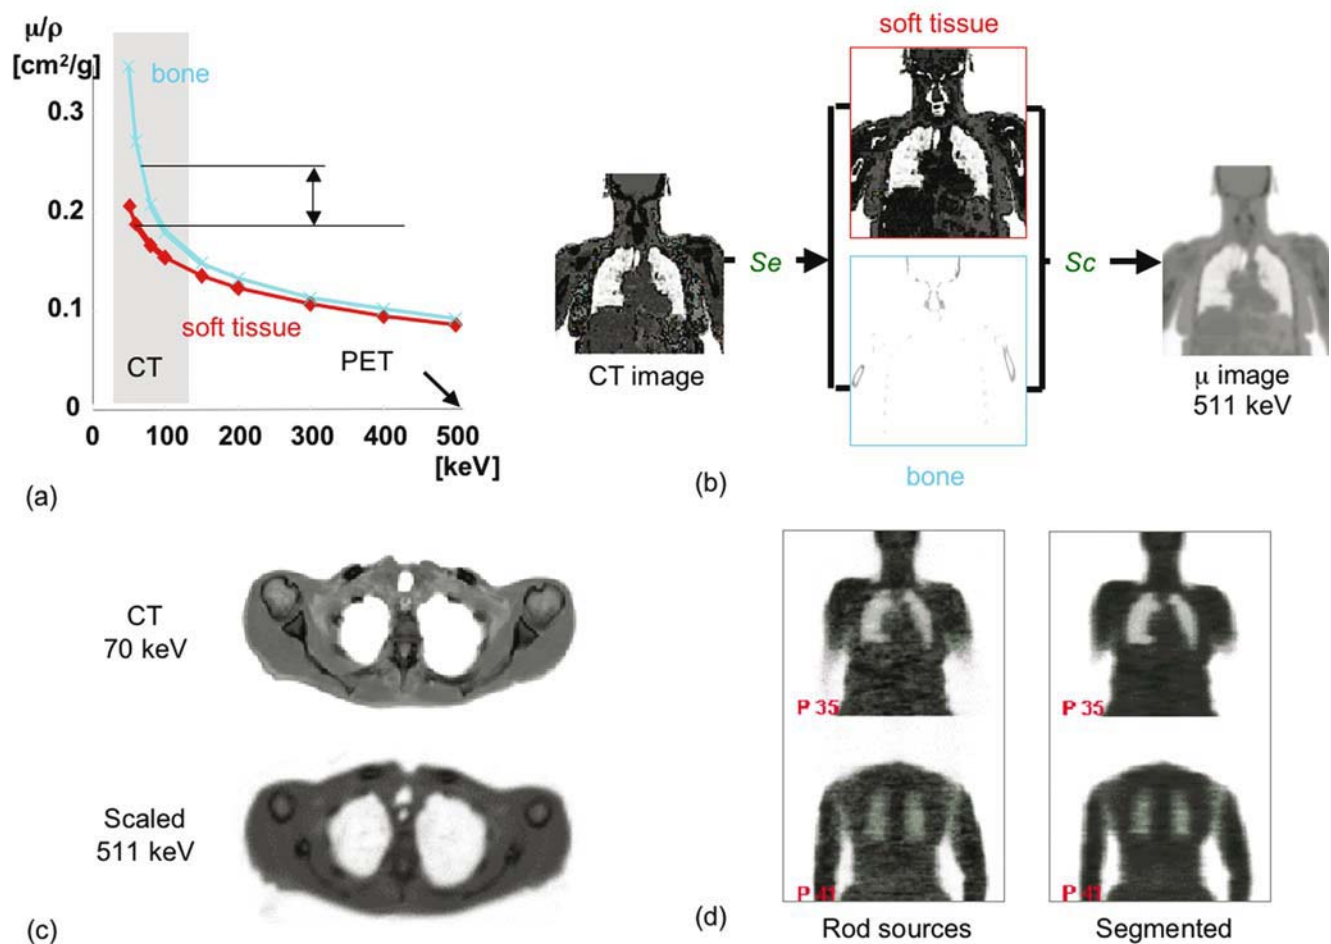 μ/ρ
[cm²/g]
bone
0.3
0.2
0.1
0
soft tissue
CT
PET
0 100 200 300 400 500
[keV]
(a)
soft tissue
Se
Sc
CT image
μ image
511 keV
bone
(b)
CT
70 keV
Scaled
511 keV
(c)
P 35
P 35
P 41
P 41
Rod sources
Segmented
(d)